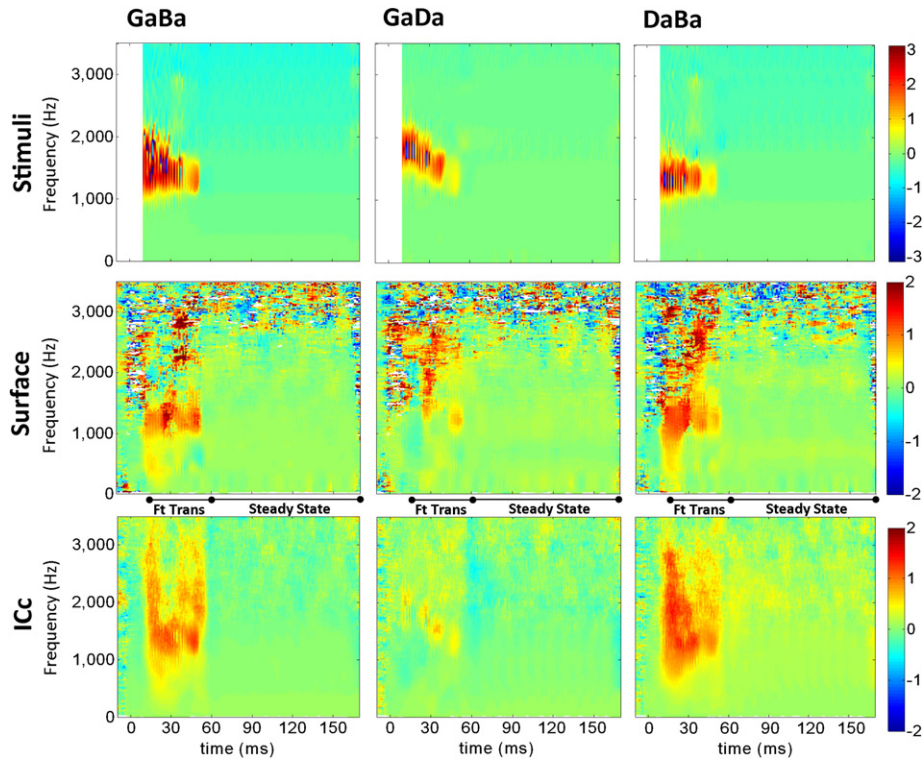 GaBa GaDa DaBa
Stimuli
Frequency (Hz)
3,000
2,000
1,000
0
3
2
1
0
-1
-2
-3
Surface
Frequency (Hz)
3,000
2,000
1,000
0
2
1
0
-1
-2
Ft Trans Steady State Ft Trans Steady State Ft Trans Steady State
ICc
Frequency (Hz)
3,000
2,000
1,000
0
2
1
0
-1
-2
0 30 60 90 120 150 0 30 60 90 120 150 0 30 60 90 120 150
time (ms) time (ms) time (ms)